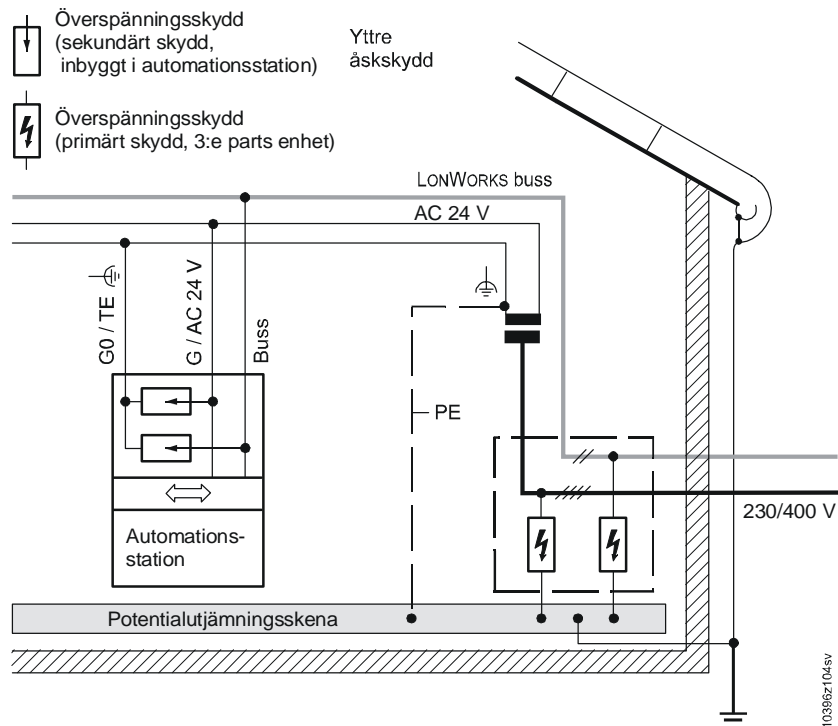 Överspänningsskydd
(sekundärt skydd,
inbyggt i automationsstation)
Yttre
åskskydd
Överspänningsskydd
(primärt skydd, 3:e parts enhet)
LONWORKS buss
AC 24 V
G0 / TE
G / AC 24 V
Buss
PE
230/400 V
Automations-
station
Potentialutjämningsskena
10396z104sv